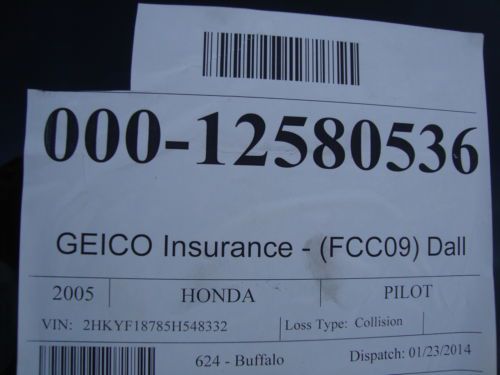 000-12580536
GEICO Insurance - (FCC09) Dall
2005 HONDA PILOT
VIN: 2HKYF18785H548332 Loss Type: Collision
624 - Buffalo Dispatch: 01/23/2014